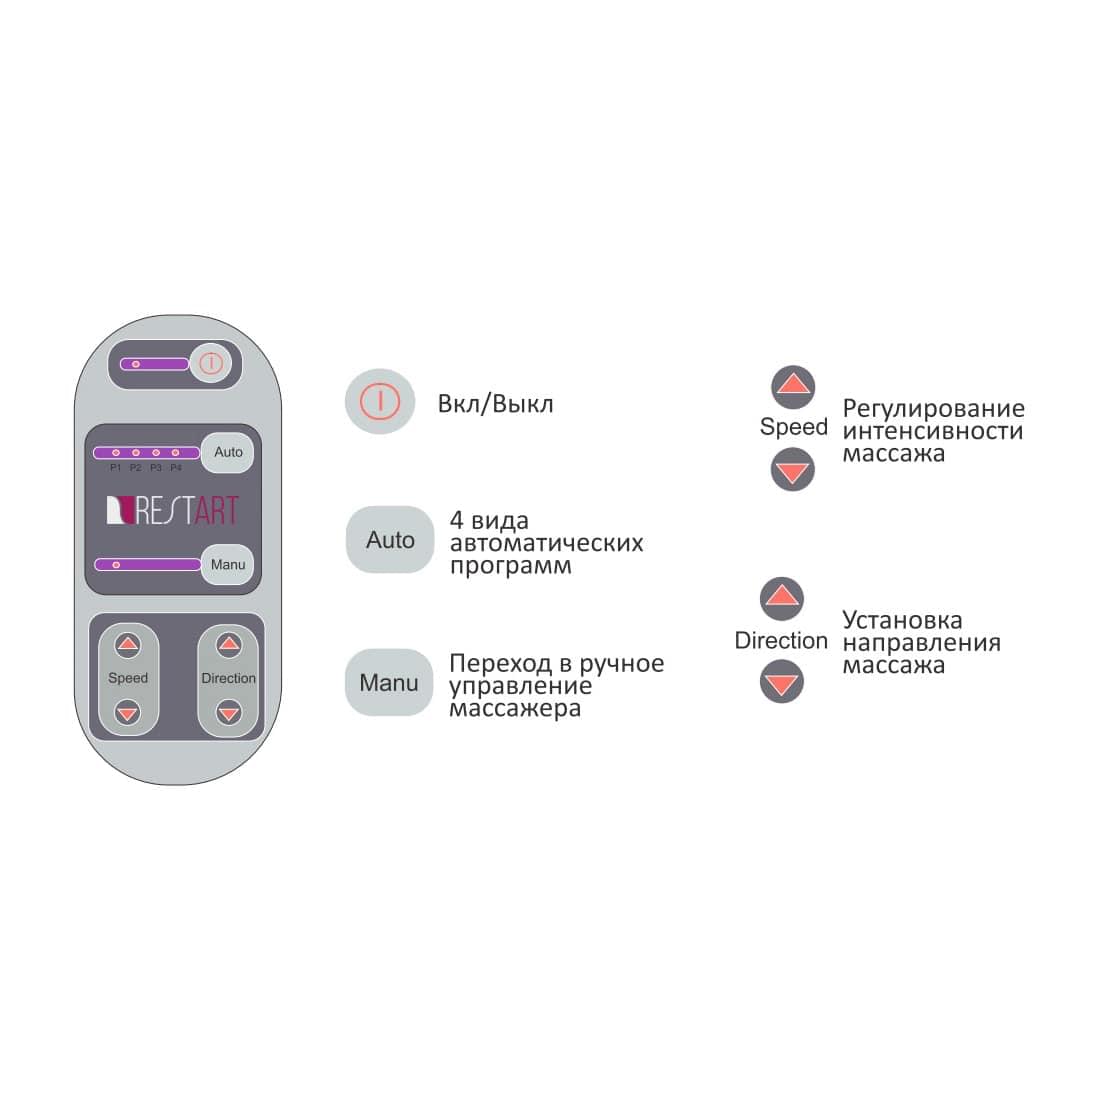 Auto
P1 P2 P3 P4
RESTART
Manu
Speed
Direction
Вкл/Выкл
Auto
4 вида
автоматических
программ
Manu
Переход в ручное
управление
массажера
Speed
Регулирование
интенсивности
массажа
Direction
Установка
направления
массажа